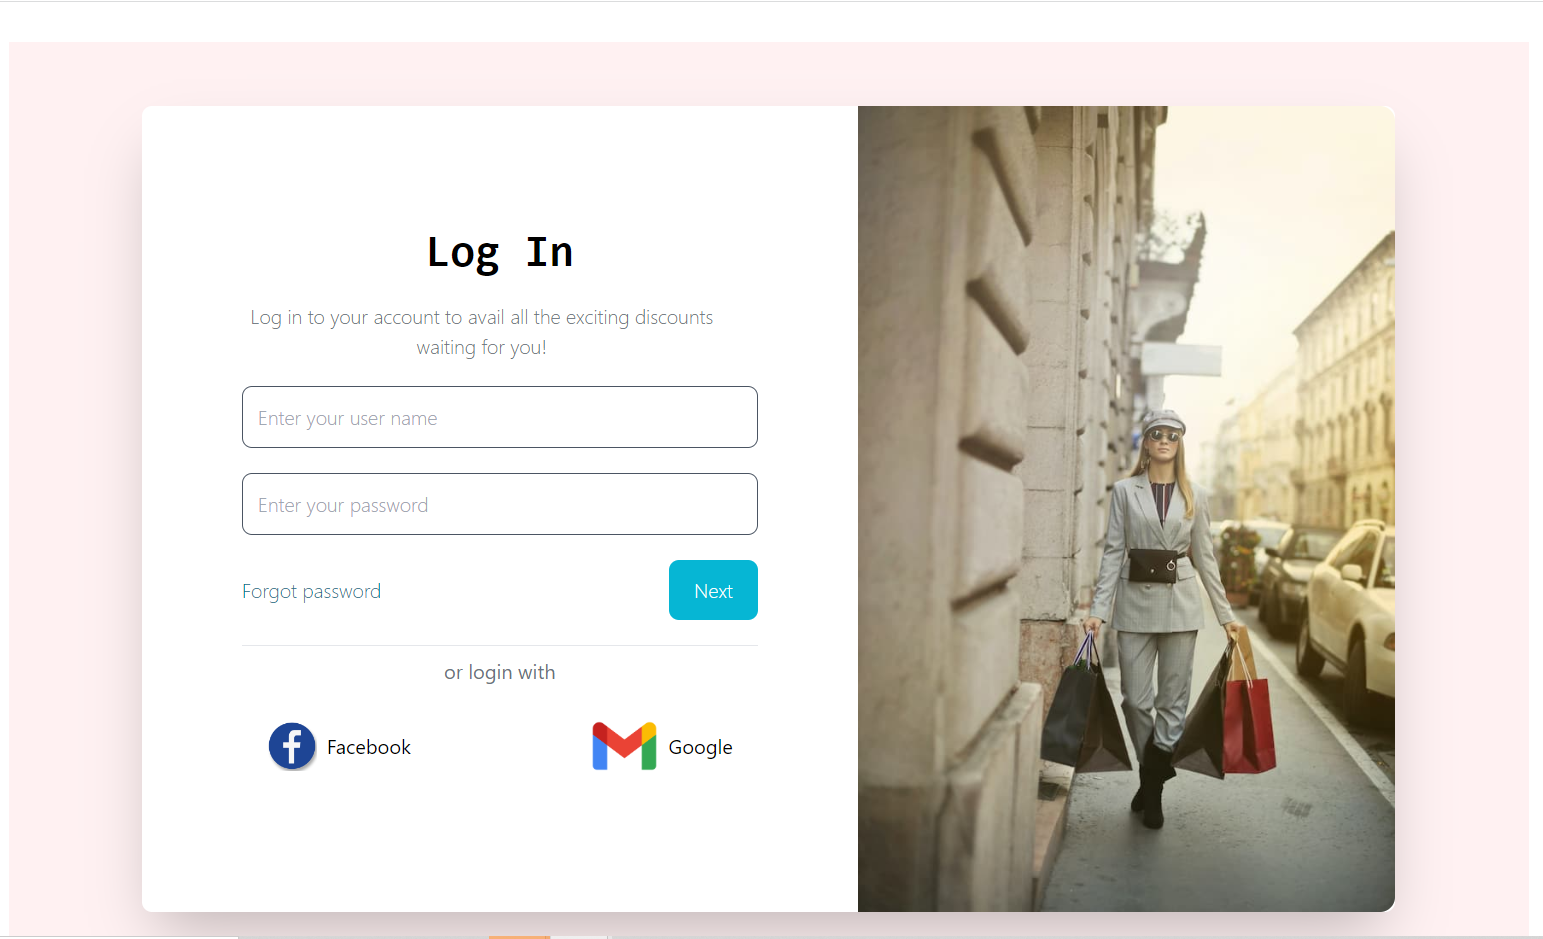 Log In
Log in to your account to avail all the exciting discounts
waiting for you!
Enter your user name
Enter your password
Forgot password
Next
or login with
Facebook
Google